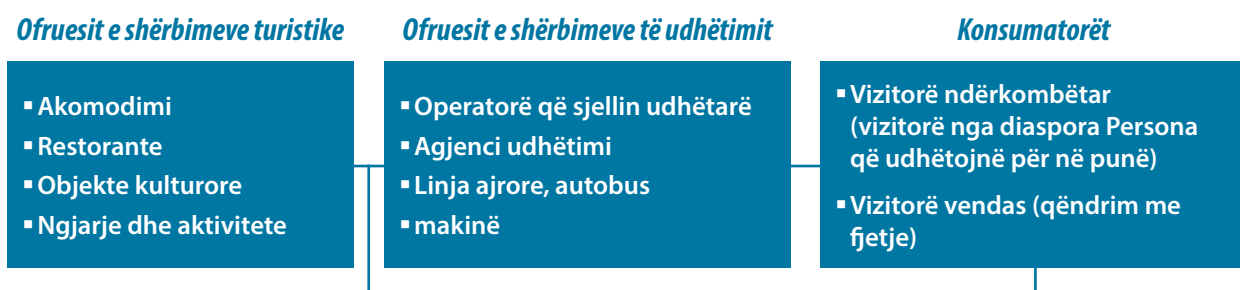 Ofruesit e shërbimeve turistike
▪ Akomodimi
▪ Restorante
▪ Objekte kulturore
▪ Ngjarje dhe aktivitete
Ofruesit e shërbimeve të udhëtimit
▪ Operatorë që sjellin udhëtarë
▪ Agjenci udhëtimi
▪ Linja ajrore, autobus
▪ makinë
Konsumatorët
▪ Vizitorë ndërkombëtar
(vizitorë nga diaspora Persona
që udhëtojnë për në punë)
▪ Vizitorë vendas (qëndrim me
fjetje)